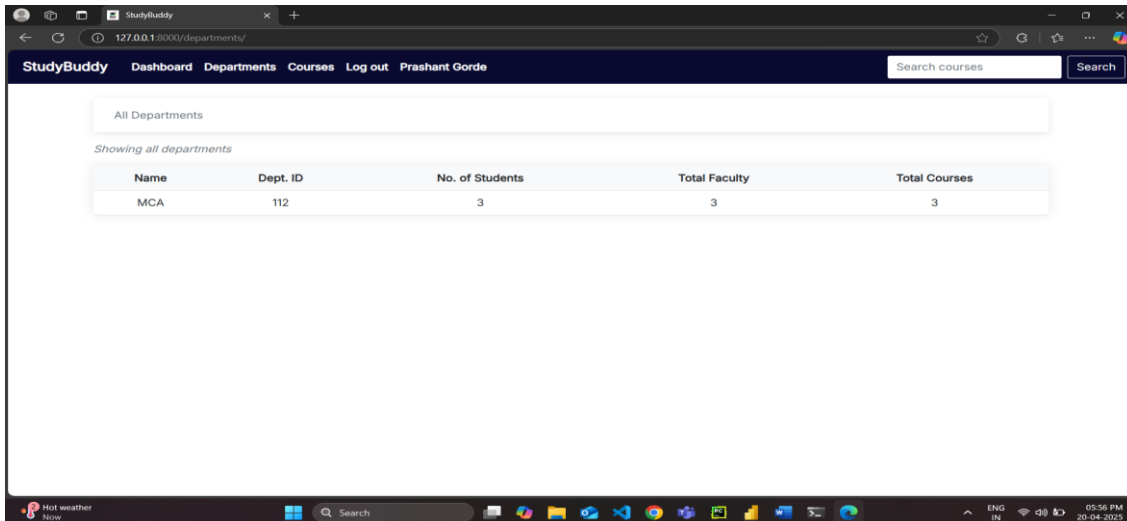 StudyBuddy
127.0.0.1:8000/departments/
StudyBuddy Dashboard Departments Courses Log out Prashant Gorde Search courses Search
All Departments
Showing all departments
Name Dept. ID No. of Students Total Faculty Total Courses
MCA 112 3 3 3
Hot weather Search ENG 05:56 PM
Now IN 20-04-2025